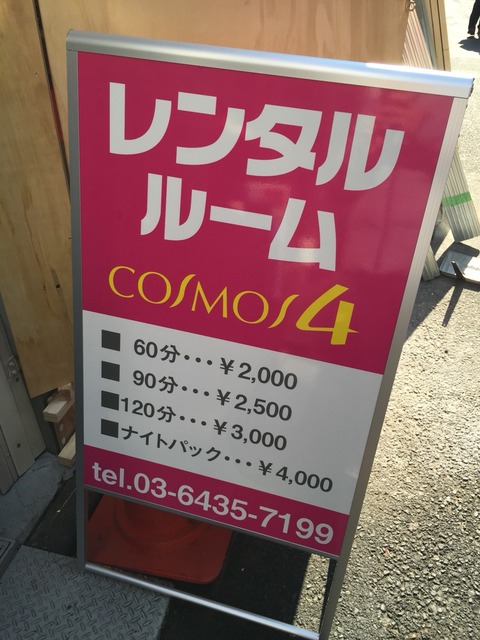 レンタル
ルーム
COSMOS4
■ 60分･･･￥2,000
■ 90分･･･￥2,500
■120分･･･￥3,000
■ナイトパック･･･￥4,000
tel.03-6435-7199